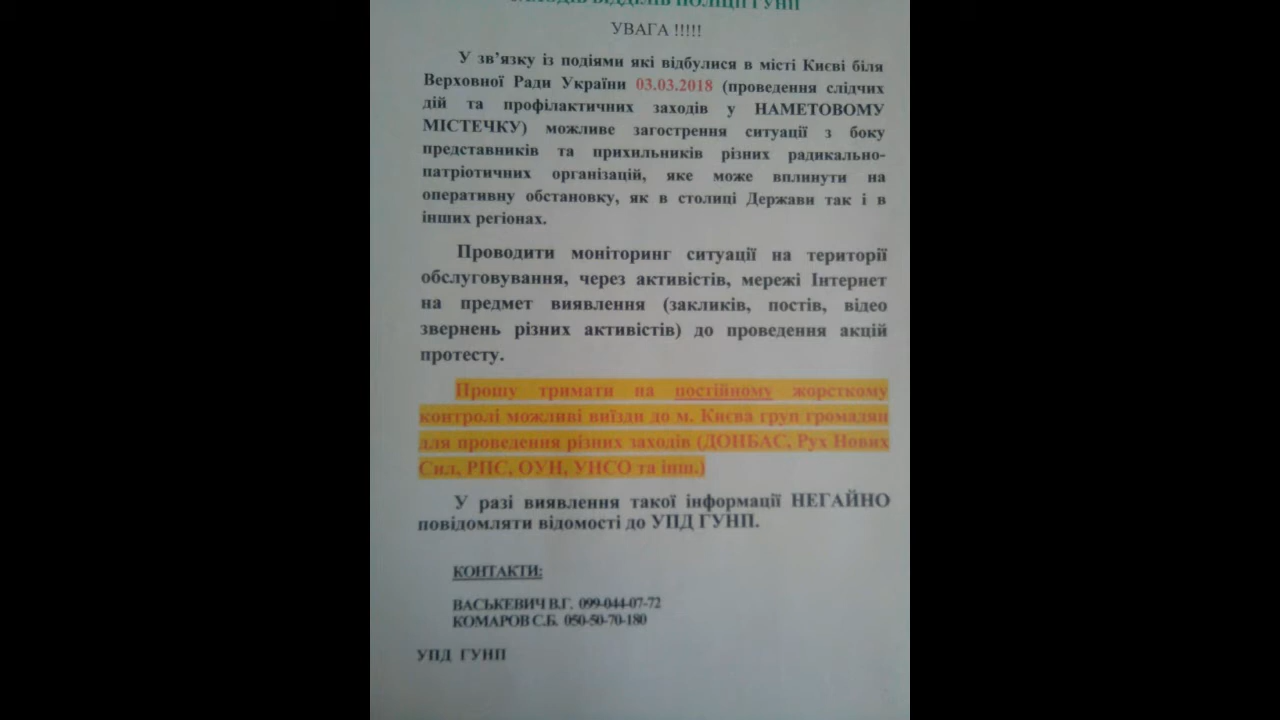 ВІДДІЛІВ ПОЛІЦІЇ ГУНП
УВАГА !!!!!
У зв’язку із подіями які відбулися в місті Києві біля
Верховної Ради України 03.03.2018 (проведення слідчих
дій та профілактичних заходів у НАМЕТОВОМУ
МІСТЕЧКУ) можливе загострення ситуації з боку
представників та прихильників різних радикально-
патріотичних організацій, яке може вплинути на
оперативну обстановку, як в столиці Держави так і в
інших регіонах.
Проводити моніторинг ситуації на території
обслуговування, через активістів, мережі Інтернет
на предмет виявлення (закликів, постів, відео
звернень різних активістів) до проведення акцій
протесту.
Прошу тримати на постійному жорсткому
контролі можливі виїзди до м. Києва груп громадян
для проведення різних заходів (ДОНБАС, Рух Нових
Сил, РПС, ОУН, УНСО та інш.)
У разі виявлення такої інформації НЕГАЙНО
повідомляти відомості до УПД ГУНП.
КОНТАКТИ:
ВАСЬКЕВИЧ В.Г. 099-044-07-72
КОМАРОВ С.Б. 050-50-70-180
УПД ГУНП